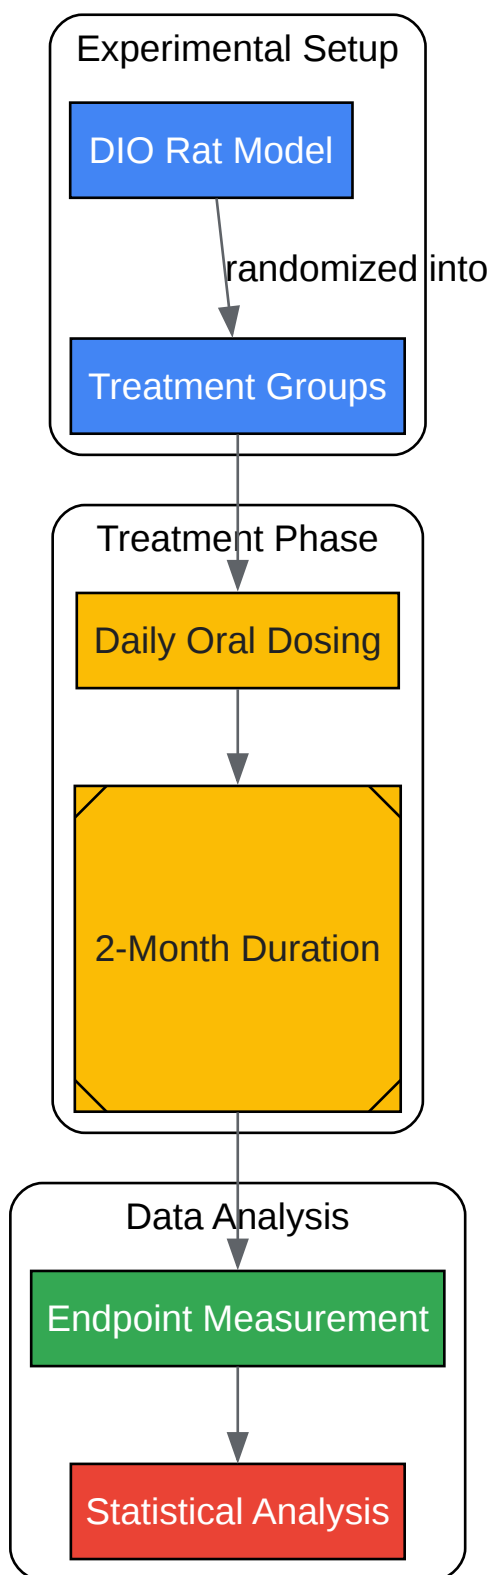 Experimental Setup
DIO Rat Model
randomized into
Treatment Groups
Treatment Phase
Daily Oral Dosing
2-Month Duration
Data Analysis
Endpoint Measurement
Statistical Analysis